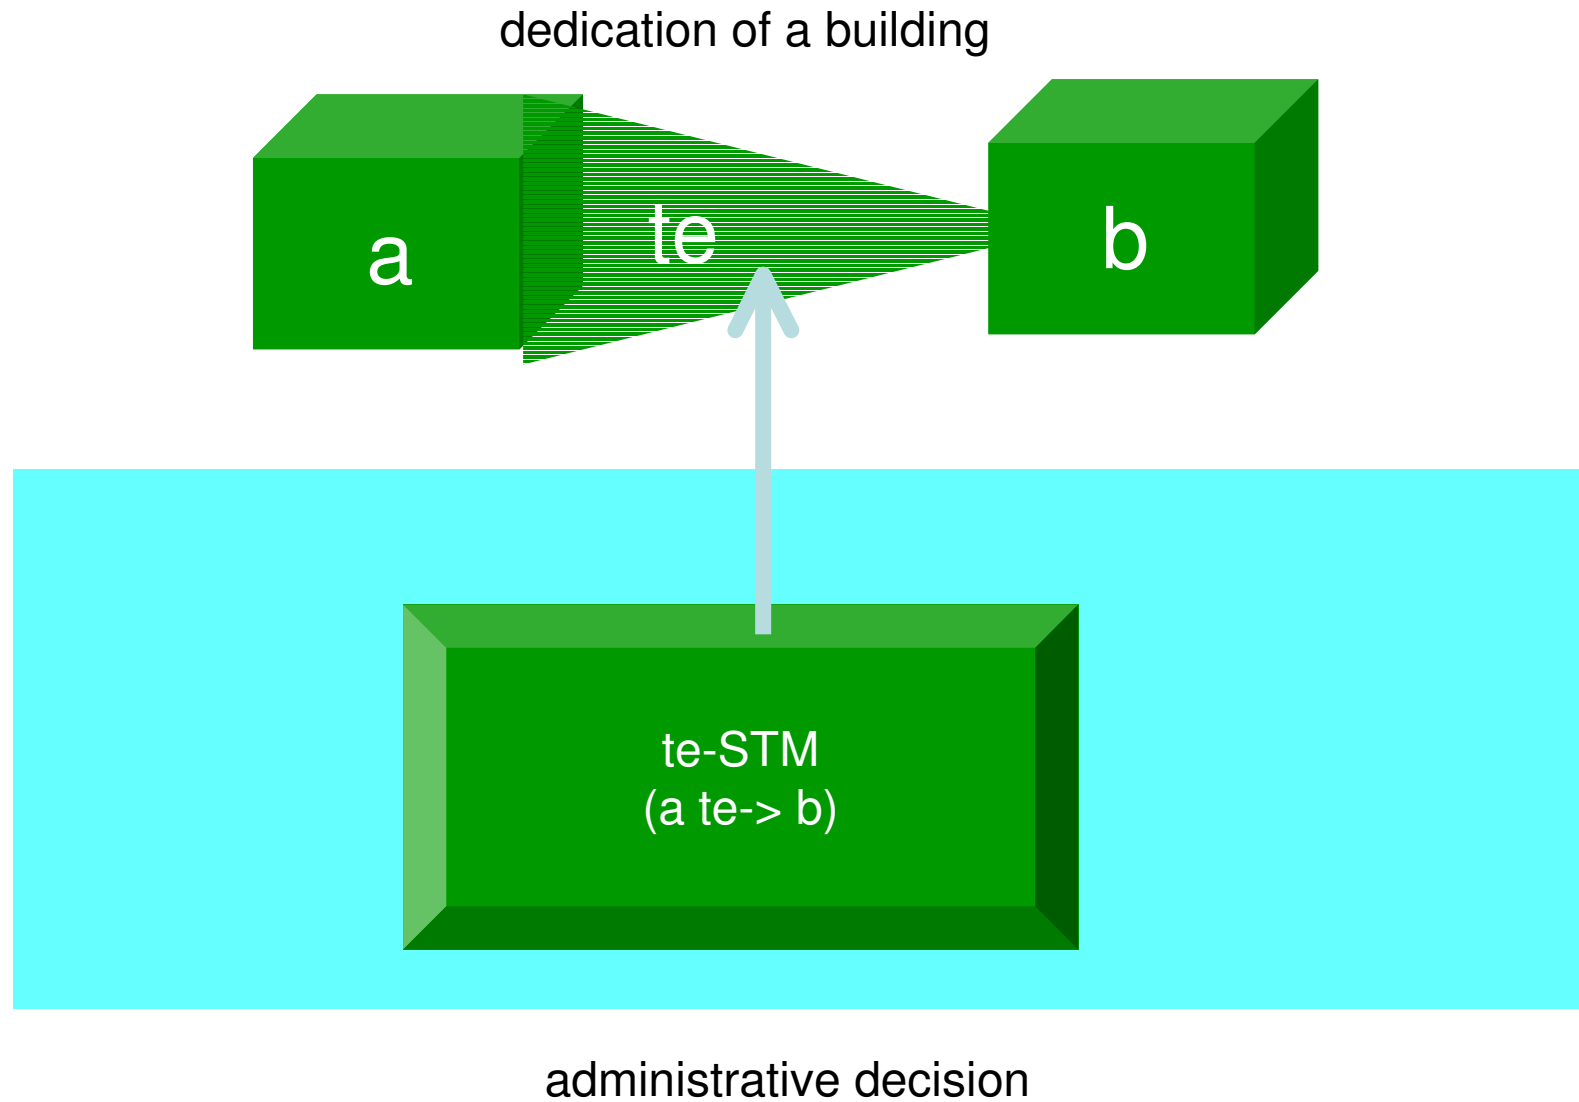 dedication of a building
a
te
b
te-STM
(a te-> b)
administrative decision